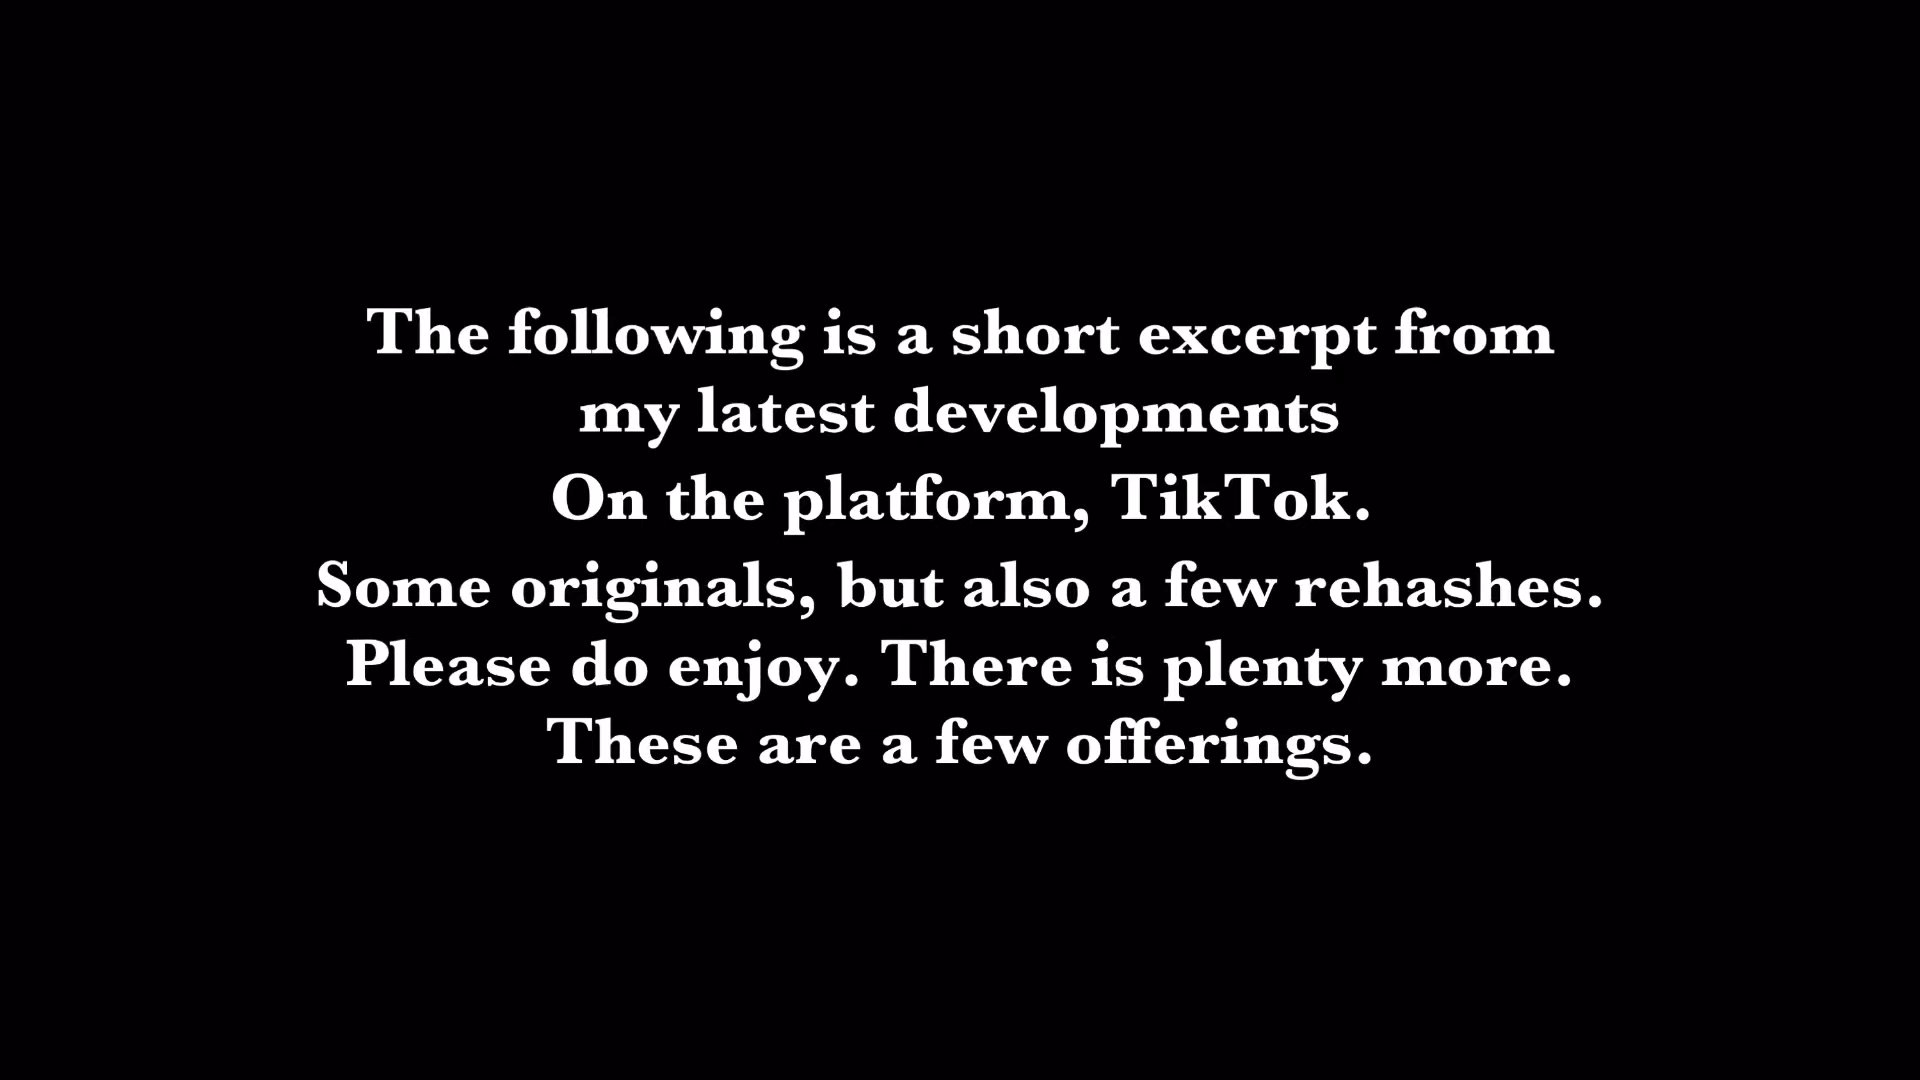 The following is a short excerpt from
my latest developments
On the platform, TikTok.
Some originals, but also a few rehashes.
Please do enjoy. There is plenty more.
These are a few offerings.